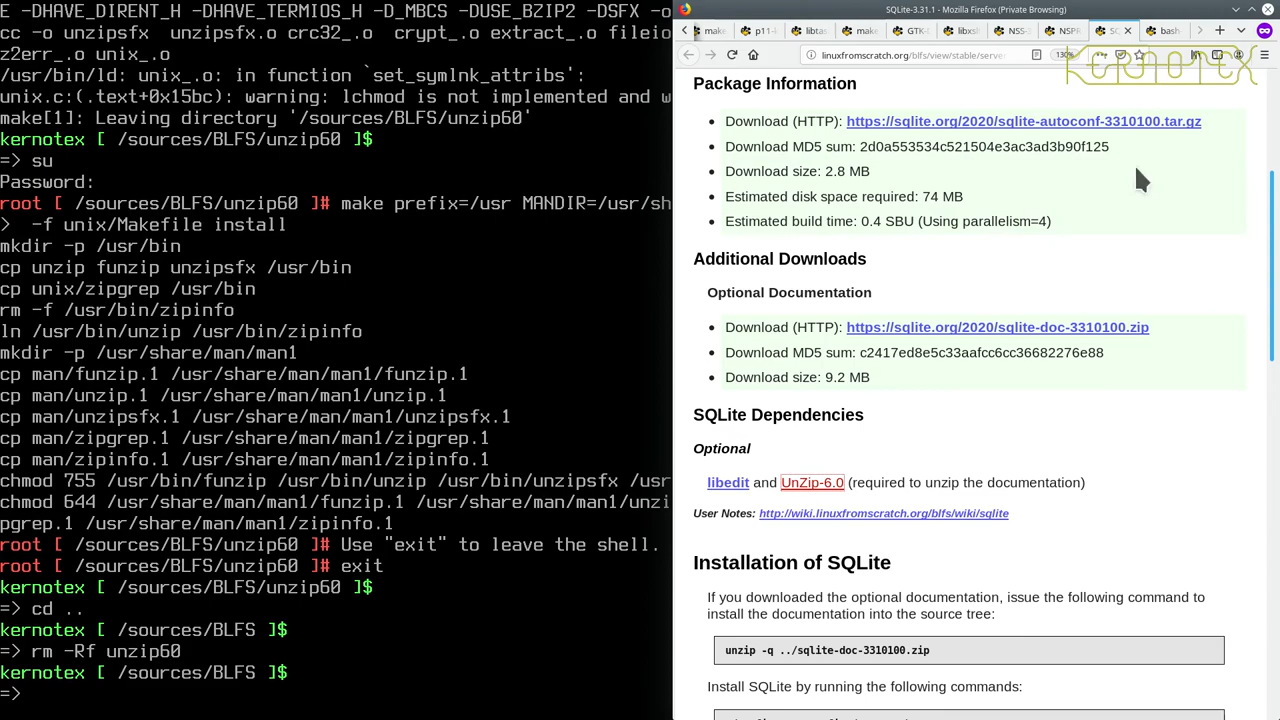 E -DHAVE_DIRENT_H -DHAVE_TERMIOS_H -D_MBCS -DUSE_BZIP2 -DSFX -o
cc -o unzipsfx  unzipsfx.o crc32_.o  crypt_.o extract_.o fileio
z2err_.o unix_.o
/usr/bin/ld: unix_.o: in function `set_symlnk_attribs':
unix.c:(.text+0x15bc): warning: lchmod is not implemented and w
make[1]: Leaving directory '/sources/BLFS/unzip60'
kernotex [ /sources/BLFS/unzip60 ]$
=> su
Password:
root [ /sources/BLFS/unzip60 ]# make prefix=/usr MANDIR=/usr/sh
>  -f unix/Makefile install
mkdir -p /usr/bin
cp unzip funzip unzipsfx /usr/bin
cp unix/zipgrep /usr/bin
rm -f /usr/bin/zipinfo
ln /usr/bin/unzip /usr/bin/zipinfo
mkdir -p /usr/share/man/man1
cp man/funzip.1 /usr/share/man/man1/funzip.1
cp man/unzip.1 /usr/share/man/man1/unzip.1
cp man/unzipsfx.1 /usr/share/man/man1/unzipsfx.1
cp man/zipgrep.1 /usr/share/man/man1/zipgrep.1
cp man/zipinfo.1 /usr/share/man/man1/zipinfo.1
chmod 755 /usr/bin/funzip /usr/bin/unzip /usr/bin/unzipsfx /usr
chmod 644 /usr/share/man/man1/funzip.1 /usr/share/man/man1/unzi
pgrep.1 /usr/share/man/man1/zipinfo.1
root [ /sources/BLFS/unzip60 ]# Use "exit" to leave the shell.
root [ /sources/BLFS/unzip60 ]# exit
kernotex [ /sources/BLFS/unzip60 ]$
=> cd ..
kernotex [ /sources/BLFS ]$
=> rm -Rf unzip60
kernotex [ /sources/BLFS ]$
=>
SQLite-3.31.1 - Mozilla Firefox (Private Browsing)
make- p11-k libtas make GTK-D libxsl NSS-3 NSPR SQ bash-
linuxfromscratch.org/blfs/view/stable/server 130%
KERNOTEX
Package Information
• Download (HTTP): https://sqlite.org/2020/sqlite-autoconf-3310100.tar.gz
• Download MD5 sum: 2d0a553534c521504e3ac3ad3b90f125
• Download size: 2.8 MB
• Estimated disk space required: 74 MB
• Estimated build time: 0.4 SBU (Using parallelism=4)
Additional Downloads
Optional Documentation
• Download (HTTP): https://sqlite.org/2020/sqlite-doc-3310100.zip
• Download MD5 sum: c2417ed8e5c33aafcc6cc36682276e88
• Download size: 9.2 MB
SQLite Dependencies
Optional
libedit and UnZip-6.0 (required to unzip the documentation)
User Notes: http://wiki.linuxfromscratch.org/blfs/wiki/sqlite
Installation of SQLite
If you downloaded the optional documentation, issue the following command to
install the documentation into the source tree:
unzip -q ../sqlite-doc-3310100.zip
Install SQLite by running the following commands: